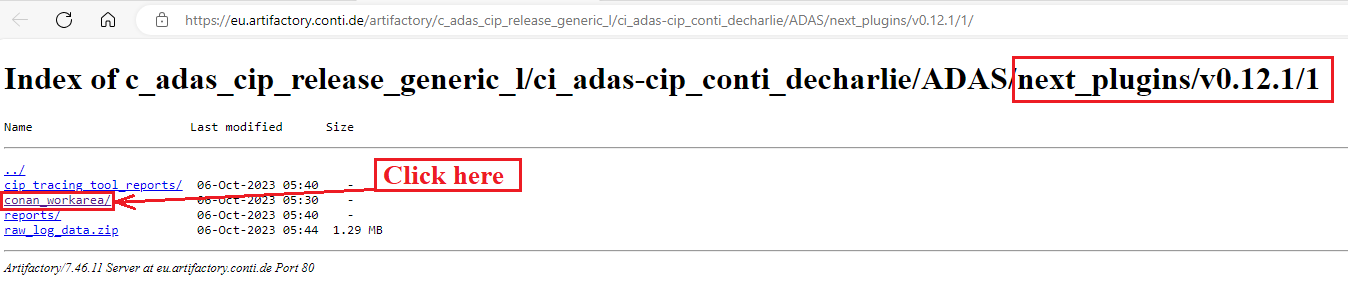 https://eu.artifactory.conti.de/artifactory/c_adas_cip_release_generic_l/ci_adas-cip_conti_decharlie/ADAS/next_plugins/v0.12.1/1/
Index of c_adas_cip_release_generic_l/ci_adas-cip_conti_decharlie/ADAS/next_plugins/v0.12.1/1
Name Last modified Size
../
cip_tracing_tool_reports/ 06-Oct-2023 05:40 -
Click here
conan_workarea/ 06-Oct-2023 05:30 -
reports/ 06-Oct-2023 05:40 -
raw_log_data.zip 06-Oct-2023 05:44 1.29 MB
Artifactory/7.46.11 Server at eu.artifactory.conti.de Port 80